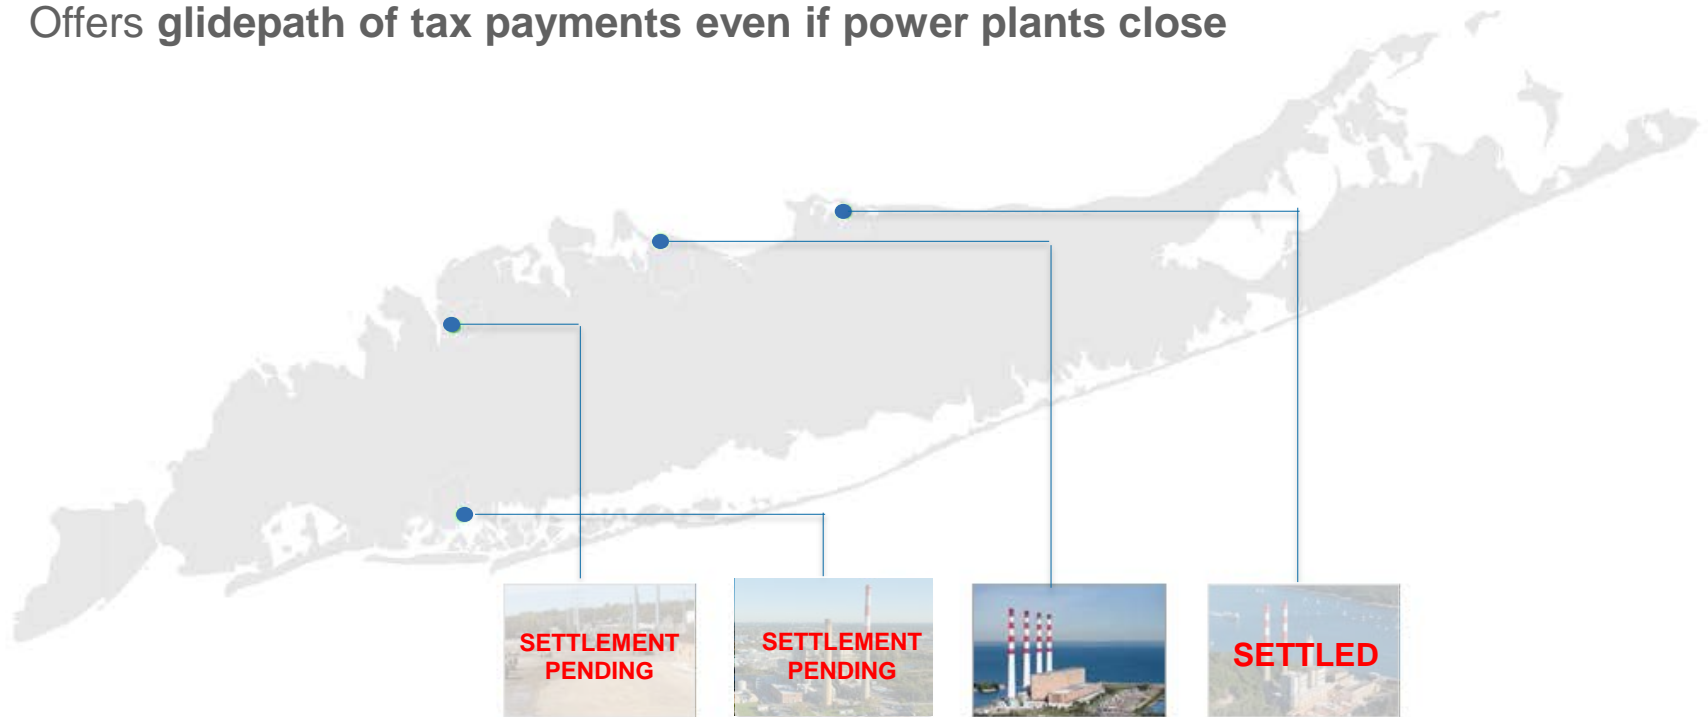 Offers glidepath of tax payments even if power plants close
SETTLEMENT
PENDING
SETTLEMENT
PENDING
SETTLED